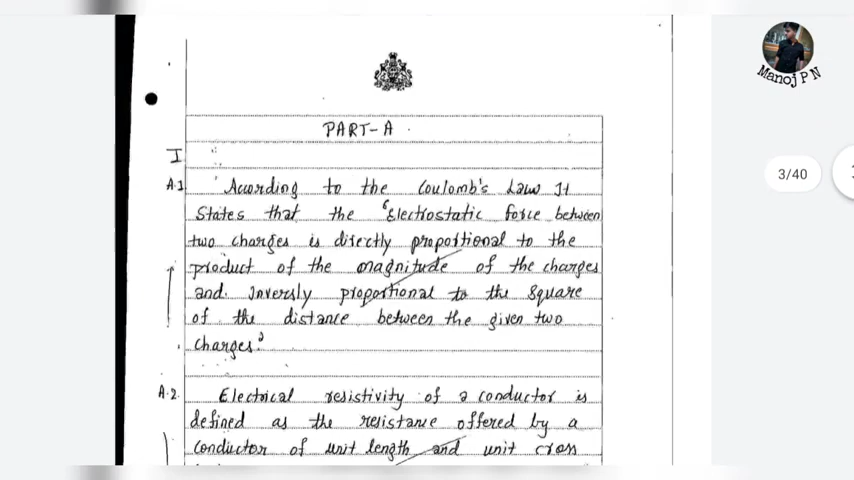 Manoj P N
3/40
PART-A
I
A.1 Acording to the Coulomb's Law It
States that the "Electrostatic force between
two charges is directly proportional to the
product of the magnitude of the charges
and Inversly proportional to the square
of the distance between the given two
charges"
A.2. Electrical resistivity of a conductor is
defined as the resistance offered by a
conductor of unit length and unit cross